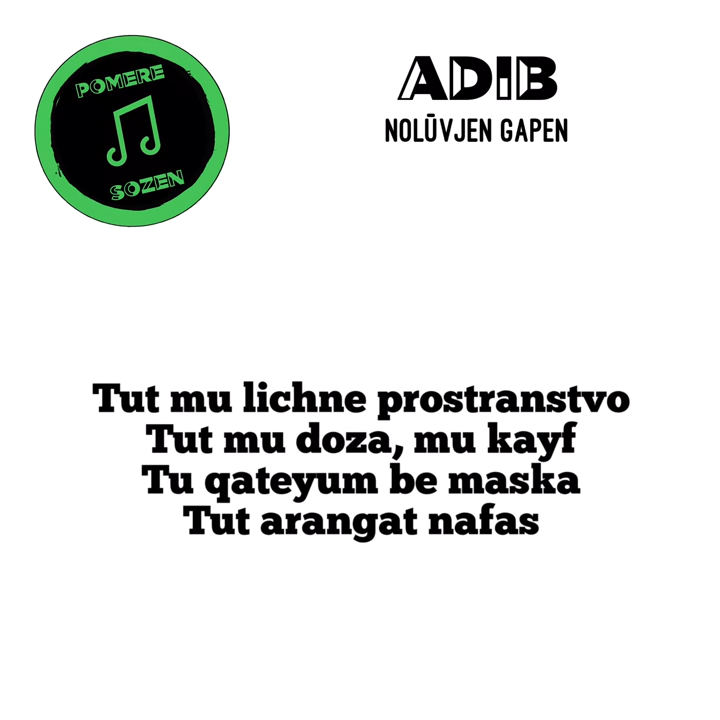 POMERE
SOZEN
ADIB
NOLŪVJEN GAPEN
Tut mu lichne prostranstvo
Tut mu doza, mu kayf
Tu qateyum be maska
Tut arangat nafas